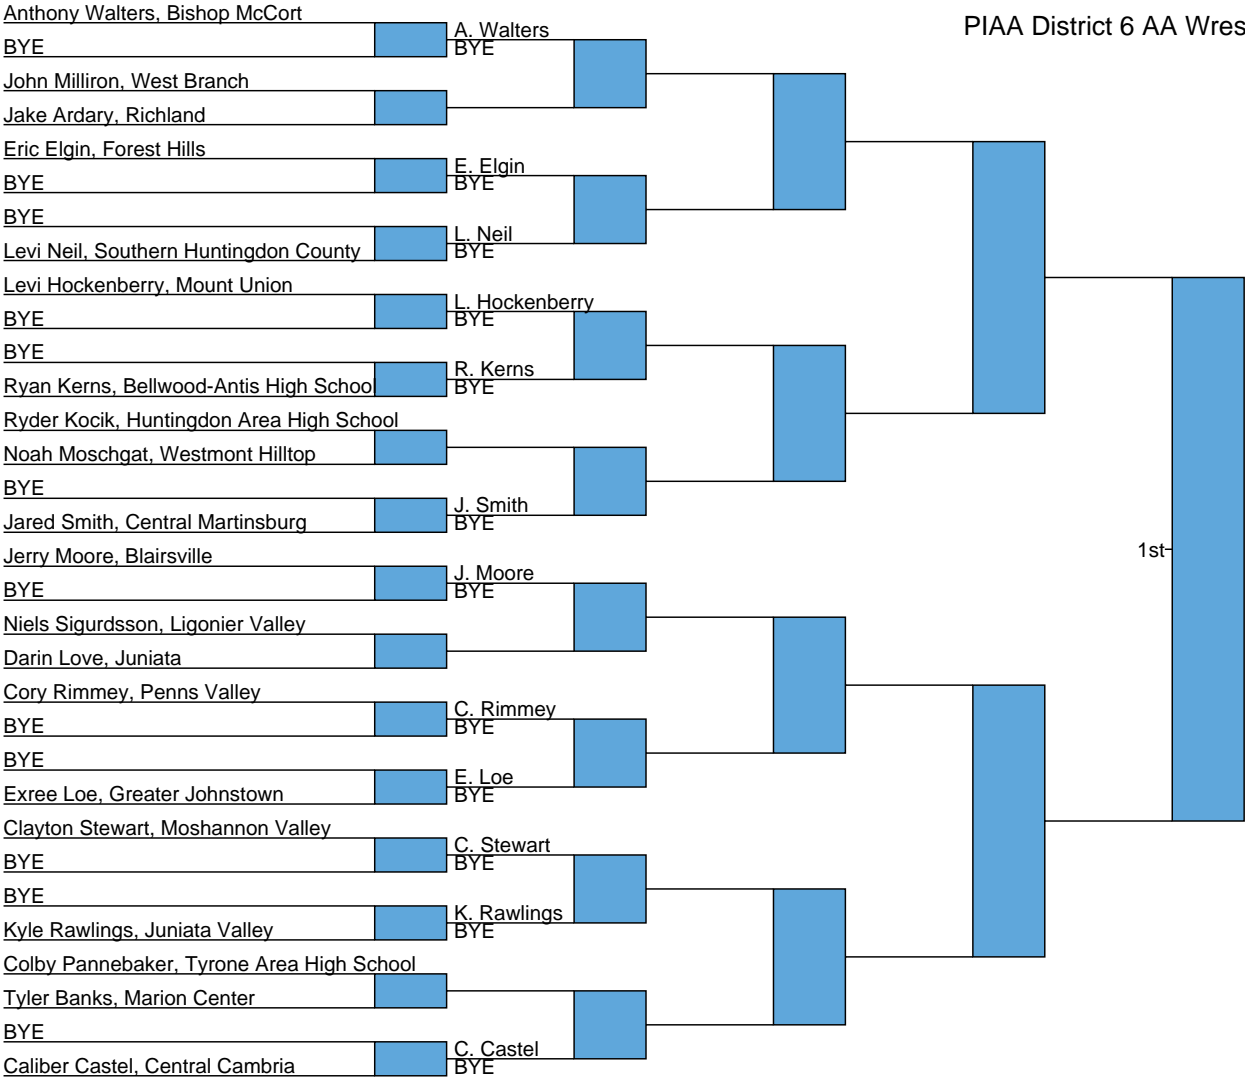 Anthony Walters, Bishop McCort
PIAA District 6 AA Wres
A. Walters
BYE
BYE
John Milliron, West Branch
Jake Ardary, Richland
Eric Elgin, Forest Hills
E. Elgin
BYE
BYE
BYE
L. Neil
BYE
Levi Neil, Southern Huntingdon County
Levi Hockenberry, Mount Union
L. Hockenberry
BYE
BYE
BYE
R. Kerns
BYE
Ryan Kerns, Bellwood-Antis High School
Ryder Kocik, Huntingdon Area High School
Noah Moschgat, Westmont Hilltop
BYE
J. Smith
BYE
Jared Smith, Central Martinsburg
Jerry Moore, Blairsville
1st
J. Moore
BYE
BYE
Niels Sigurdsson, Ligonier Valley
Darin Love, Juniata
Cory Rimmey, Penns Valley
C. Rimmey
BYE
BYE
BYE
E. Loe
BYE
Exree Loe, Greater Johnstown
Clayton Stewart, Moshannon Valley
C. Stewart
BYE
BYE
BYE
K. Rawlings
BYE
Kyle Rawlings, Juniata Valley
Colby Pannebaker, Tyrone Area High School
Tyler Banks, Marion Center
BYE
C. Castel
BYE
Caliber Castel, Central Cambria